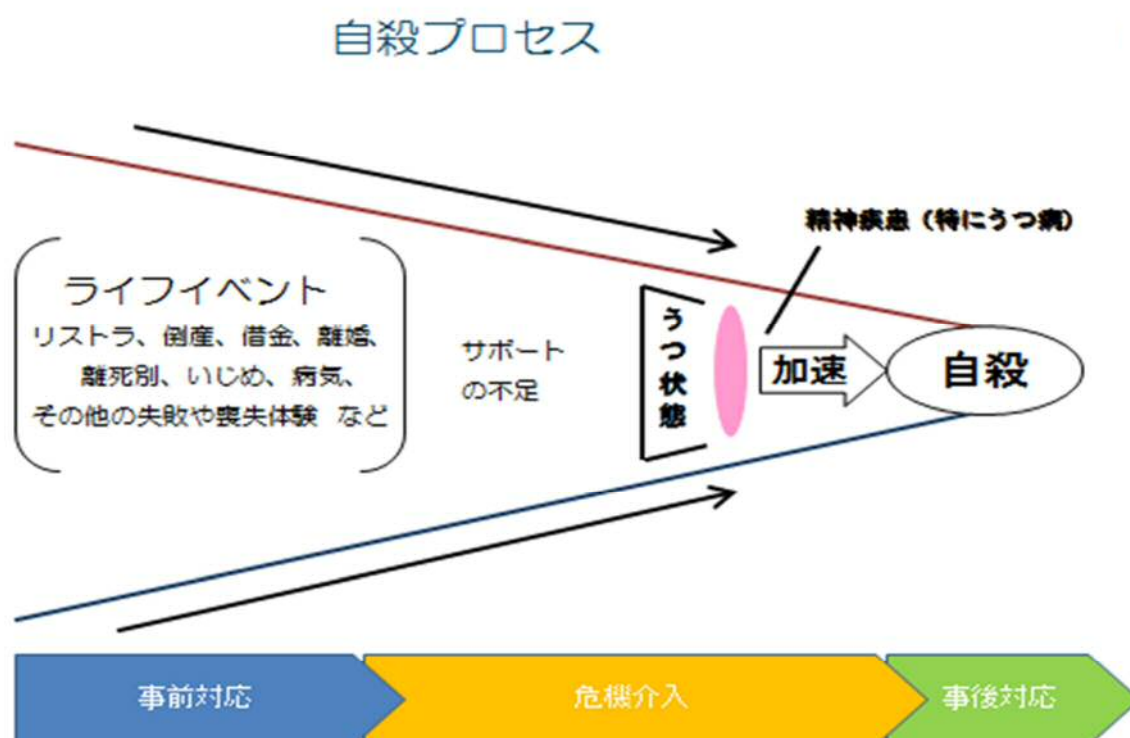 自殺プロセス
精神疾患（特にうつ病）
ライフイベント
リストラ、倒産、借金、離婚、
離死別、いじめ、病気、
その他の失敗や喪失体験 など
サポート
の不足
うつ状態
加速
自殺
事前対応
危機介入
事後対応